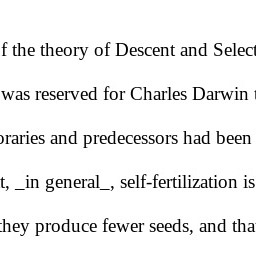 f the theory of Descent and Select
was reserved for Charles Darwin
oraries and predecessors had been
t, _in general_, self-fertilization is
they produce fewer seeds, and tha